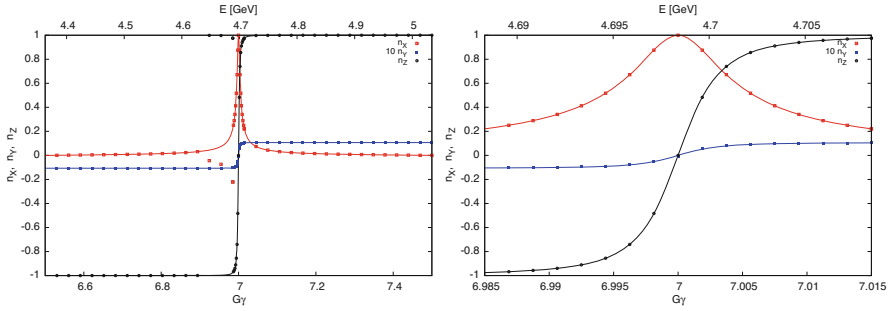 E [GeV]
4.4 4.5 4.6 4.7 4.8 4.9 5
1
0.8
0.6
0.4
0.2
0
-0.2
-0.4
-0.6
-0.8
-1
nX, nY, nZ
nX
10 nY
nZ
6.6 6.8 7 7.2 7.4
Gγ
E [GeV]
4.69 4.695 4.7 4.705
1
0.8
0.6
0.4
0.2
0
-0.2
-0.4
-0.6
-0.8
-1
nX, nY, nZ
nX
10 nY
nZ
6.985 6.99 6.995 7 7.005 7.01 7.015
Gγ